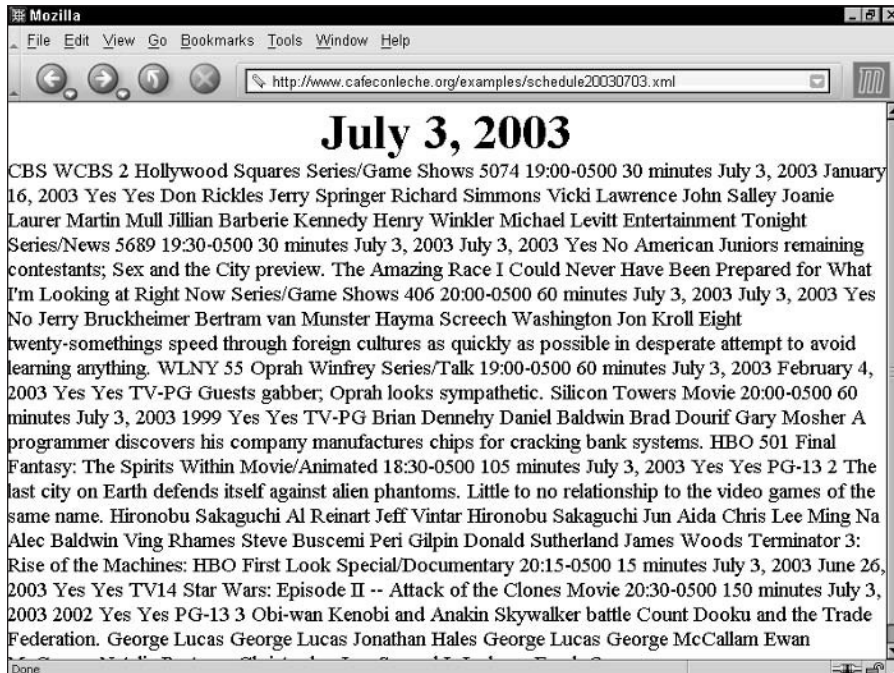 Mozilla
File Edit View Go Bookmarks Tools Window Help
http://www.cafeconleche.org/examples/schedule20030703.xml
July 3, 2003
CBS WCBS 2 Hollywood Squares Series/Game Shows 5074 19:00-0500 30 minutes July 3, 2003 January
16, 2003 Yes Yes Don Rickles Jerry Springer Richard Simmons Vicki Lawrence John Salley Joanie
Laurer Martin Mull Jillian Barberie Kennedy Henry Winkler Michael Levitt Entertainment Tonight
Series/News 5689 19:30-0500 30 minutes July 3, 2003 July 3, 2003 Yes No American Juniors remaining
contestants; Sex and the City preview. The Amazing Race I Could Never Have Been Prepared for What
I'm Looking at Right Now Series/Game Shows 406 20:00-0500 60 minutes July 3, 2003 July 3, 2003 Yes
No Jerry Bruckheimer Bertram van Munster Hayma Screech Washington Jon Kroll Eight
twenty-somethings speed through foreign cultures as quickly as possible in desperate attempt to avoid
learning anything. WLNY 55 Oprah Winfrey Series/Talk 19:00-0500 60 minutes July 3, 2003 February 4,
2003 Yes Yes TV-PG Guests gabber; Oprah looks sympathetic. Silicon Towers Movie 20:00-0500 60
minutes July 3, 2003 1999 Yes Yes TV-PG Brian Dennehy Daniel Baldwin Brad Dourif Gary Mosher A
programmer discovers his company manufactures chips for cracking bank systems. HBO 501 Final
Fantasy: The Spirits Within Movie/Animated 18:30-0500 105 minutes July 3, 2003 Yes Yes PG-13 2 The
last city on Earth defends itself against alien phantoms. Little to no relationship to the video games of the
same name. Hironobu Sakaguchi Al Reinart Jeff Vintar Hironobu Sakaguchi Jun Aida Chris Lee Ming Na
Alec Baldwin Ving Rhames Steve Buscemi Peri Gilpin Donald Sutherland James Woods Terminator 3:
Rise of the Machines: HBO First Look Special/Documentary 20:15-0500 15 minutes July 3, 2003 June 26,
2003 Yes Yes TV14 Star Wars: Episode II -- Attack of the Clones Movie 20:30-0500 150 minutes July 3,
2003 2002 Yes Yes PG-13 3 Obi-wan Kenobi and Anakin Skywalker battle Count Dooku and the Trade
Federation. George Lucas George Lucas Jonathan Hales George Lucas George McCallam Ewan
Done